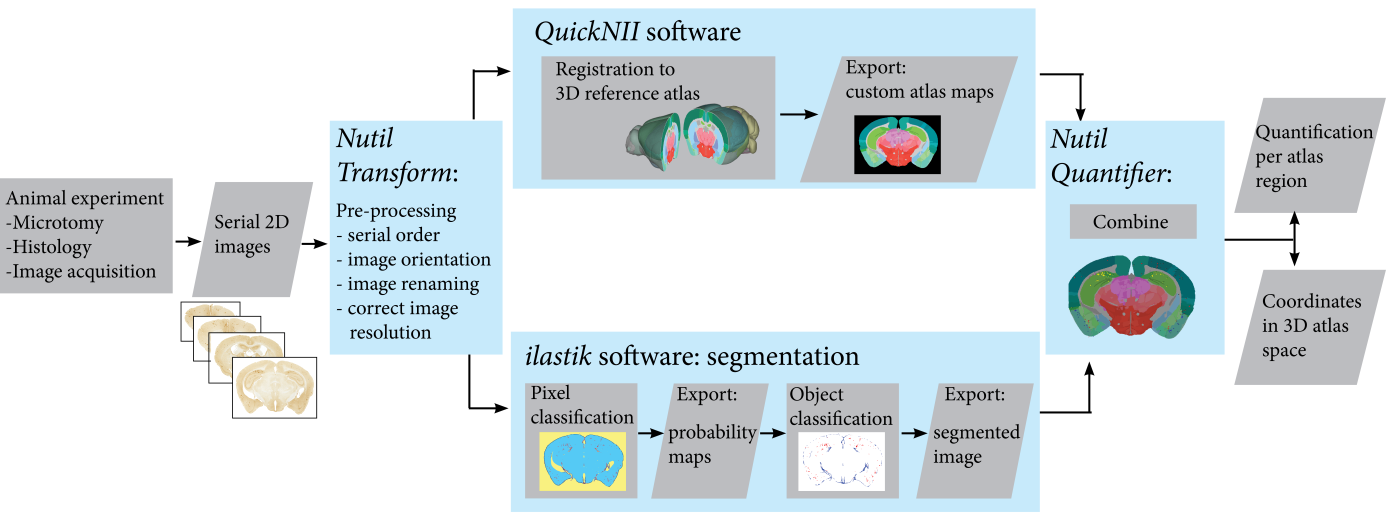 Animal experiment
-Microtomy
-Histology
-Image acquisition
Serial 2D
images
Nutil
Transform:
Pre-processing
- serial order
- image orientation
- image renaming
- correct image
resolution
QuickNII software
Registration to
3D reference atlas
Export:
custom atlas maps
ilastik software: segmentation
Pixel
classification
Export:
probability
maps
Object
classification
Export:
segmented
image
Nutil
Quantifier:
Combine
Quantification
per atlas
region
Coordinates
in 3D atlas
space